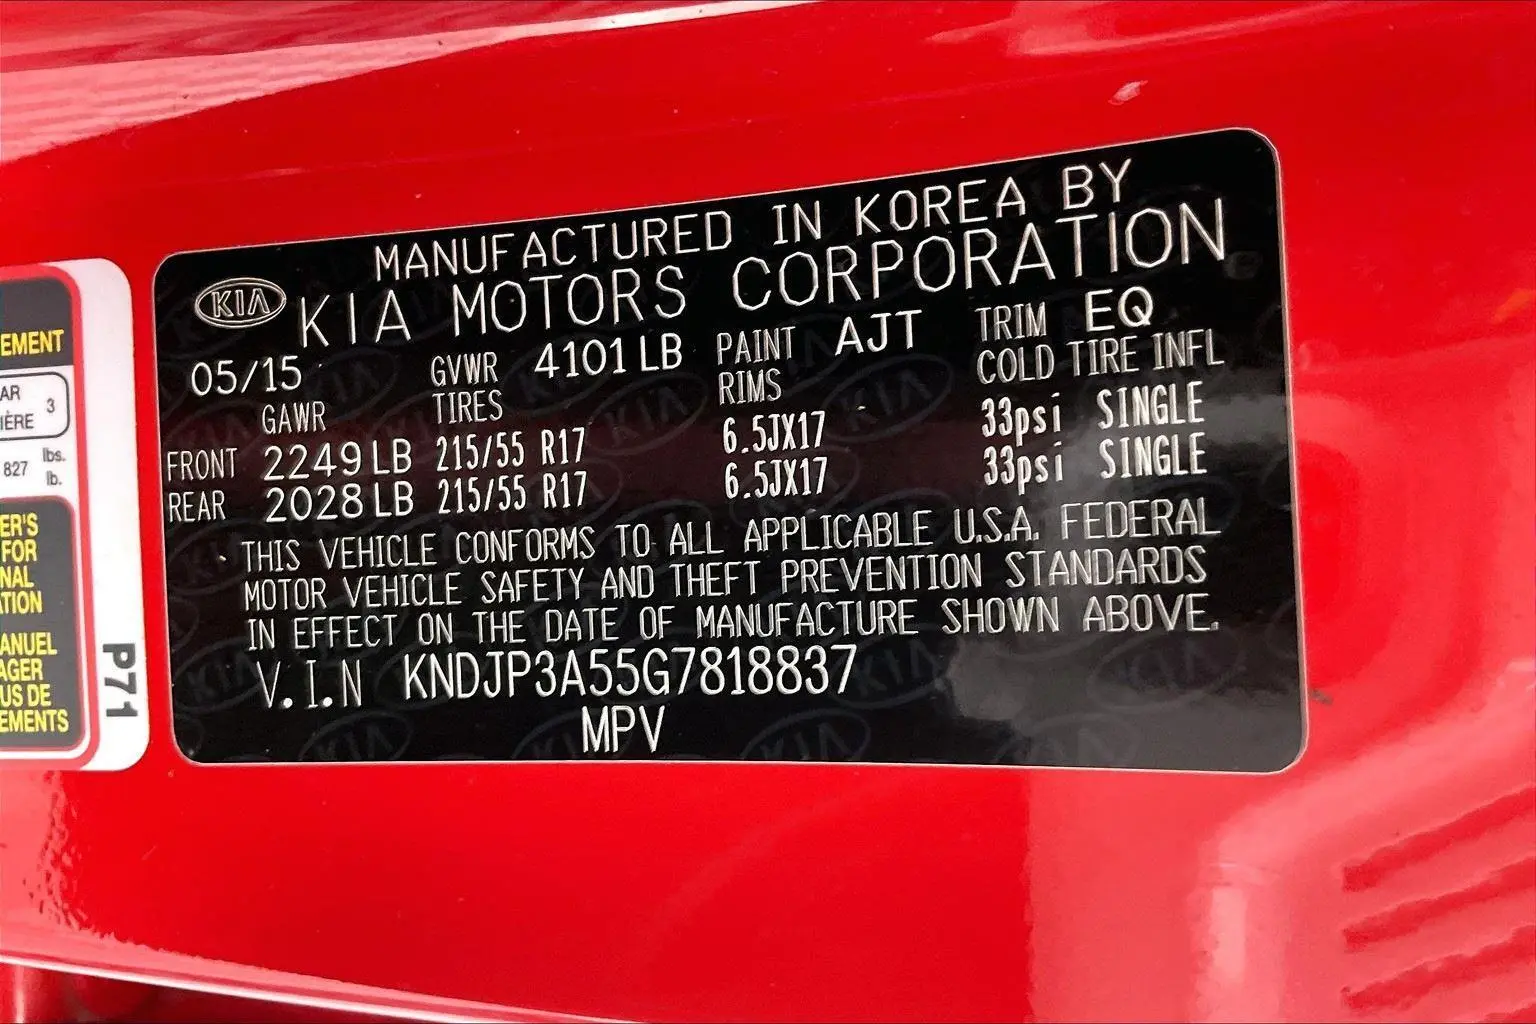 MANUFACTURED IN KOREA BY
KIA KIA MOTORS CORPORATION
05/15 GVWR 4101 LB PAINT AJT TRIM EQ
GAWR TIRES RIMS COLD TIRE INFL
FRONT 2249 LB 215/55 R17 6.5JX17 33psi SINGLE
REAR 2028 LB 215/55 R17 6.5JX17 33psi SINGLE
THIS VEHICLE CONFORMS TO ALL APPLICABLE U.S.A. FEDERAL
MOTOR VEHICLE SAFETY AND THEFT PREVENTION STANDARDS
IN EFFECT ON THE DATE OF MANUFACTURE SHOWN ABOVE.
V.I.N KNDJP3A55G7818837
MPV
EMENT
AR
IÈRE 3
827 lbs.
lb.
ER'S
FOR
NAL
ATION
ANUEL
AGER
US DE
EMENTS
P71